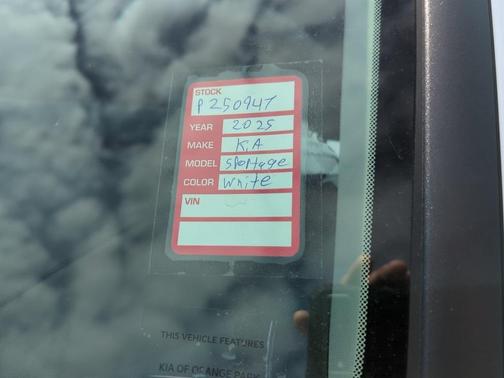 STOCK
P250947
YEAR 2025
MAKE KIA
MODEL Sportage
COLOR White
VIN
THIS VEHICLE FEATURES
KIA OF ORANGE PARK